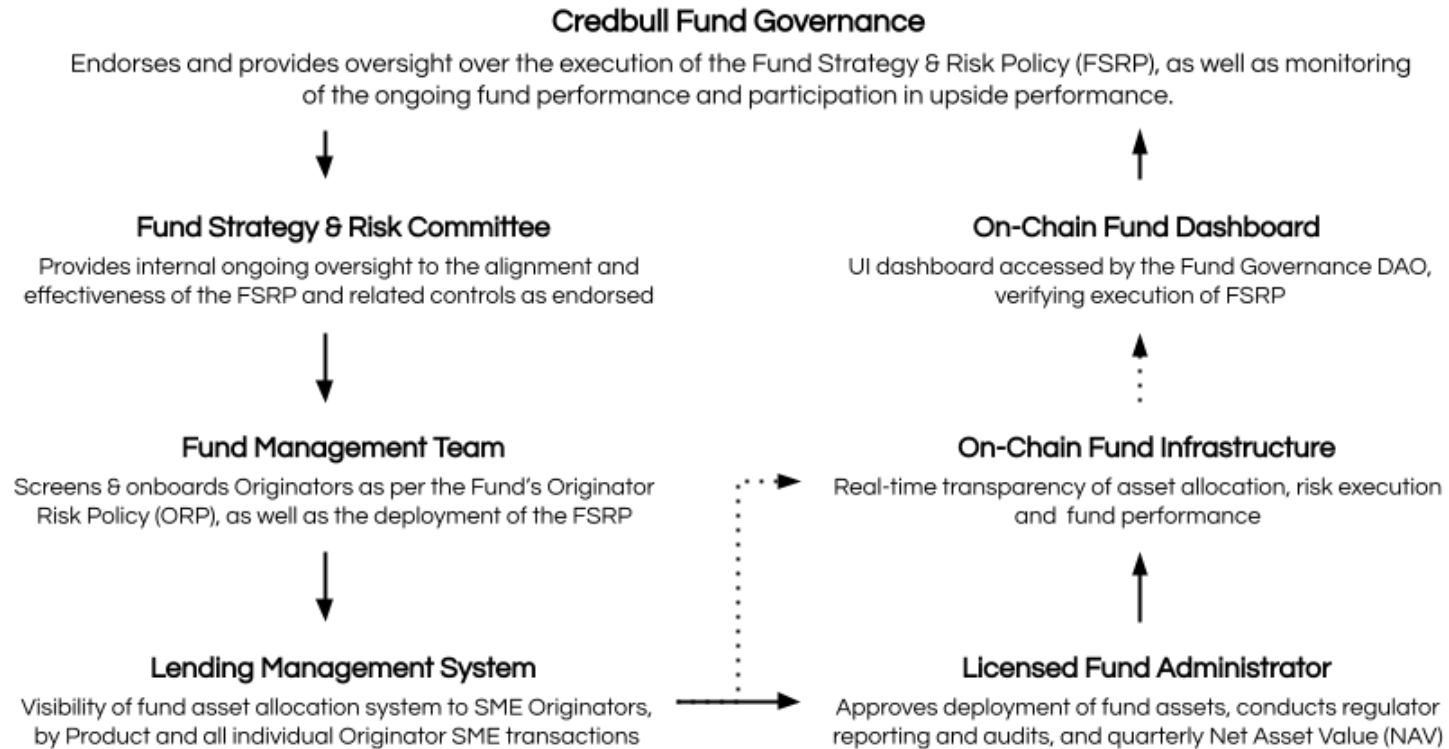 Credbull Fund Governance
Endorses and provides oversight over the execution of the Fund Strategy & Risk Policy (FSRP), as well as monitoring
of the ongoing fund performance and participation in upside performance.
Fund Strategy & Risk Committee
Provides internal ongoing oversight to the alignment and
effectiveness of the FSRP and related controls as endorsed
On-Chain Fund Dashboard
UI dashboard accessed by the Fund Governance DAO,
verifying execution of FSRP
Fund Management Team
Screens & onboards Originators as per the Fund's Originator
Risk Policy (ORP), as well as the deployment of the FSRP
On-Chain Fund Infrastructure
Real-time transparency of asset allocation, risk execution
and fund performance
Lending Management System
Visibility of fund asset allocation system to SME Originators,
by Product and all individual Originator SME transactions
Licensed Fund Administrator
Approves deployment of fund assets, conducts regulator
reporting and audits, and quarterly Net Asset Value (NAV)